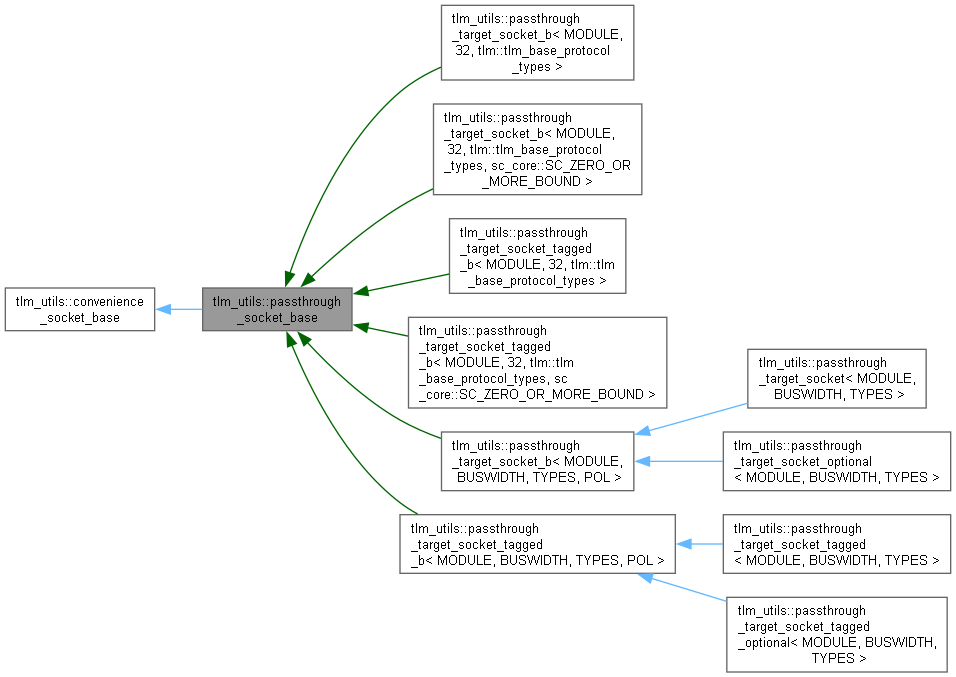 tlm_utils::passthrough
_target_socket_b< MODULE,
32, tlm::tlm_base_protocol
_types >
tlm_utils::passthrough
_target_socket_b< MODULE,
32, tlm::tlm_base_protocol
_types, sc_core::SC_ZERO_OR
_MORE_BOUND >
tlm_utils::passthrough
_target_socket_tagged
_b< MODULE, 32, tlm::tlm
_base_protocol_types >
tlm_utils::convenience
_socket_base
tlm_utils::passthrough
_socket_base
tlm_utils::passthrough
_target_socket_tagged
_b< MODULE, 32, tlm::tlm
_base_protocol_types, sc
_core::SC_ZERO_OR_MORE_BOUND >
tlm_utils::passthrough
_target_socket< MODULE,
BUSWIDTH, TYPES >
tlm_utils::passthrough
_target_socket_b< MODULE,
BUSWIDTH, TYPES, POL >
tlm_utils::passthrough
_target_socket_optional
< MODULE, BUSWIDTH, TYPES >
tlm_utils::passthrough
_target_socket_tagged
_b< MODULE, BUSWIDTH, TYPES, POL >
tlm_utils::passthrough
_target_socket_tagged
< MODULE, BUSWIDTH, TYPES >
tlm_utils::passthrough
_target_socket_tagged
_optional< MODULE, BUSWIDTH,
TYPES >